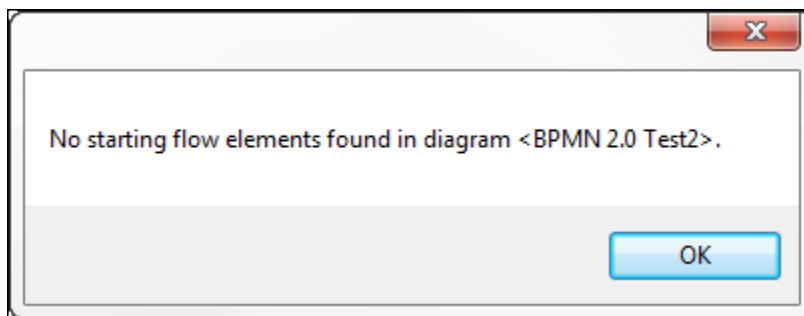 No starting flow elements found in diagram <BPMN 2.0 Test2>.
OK